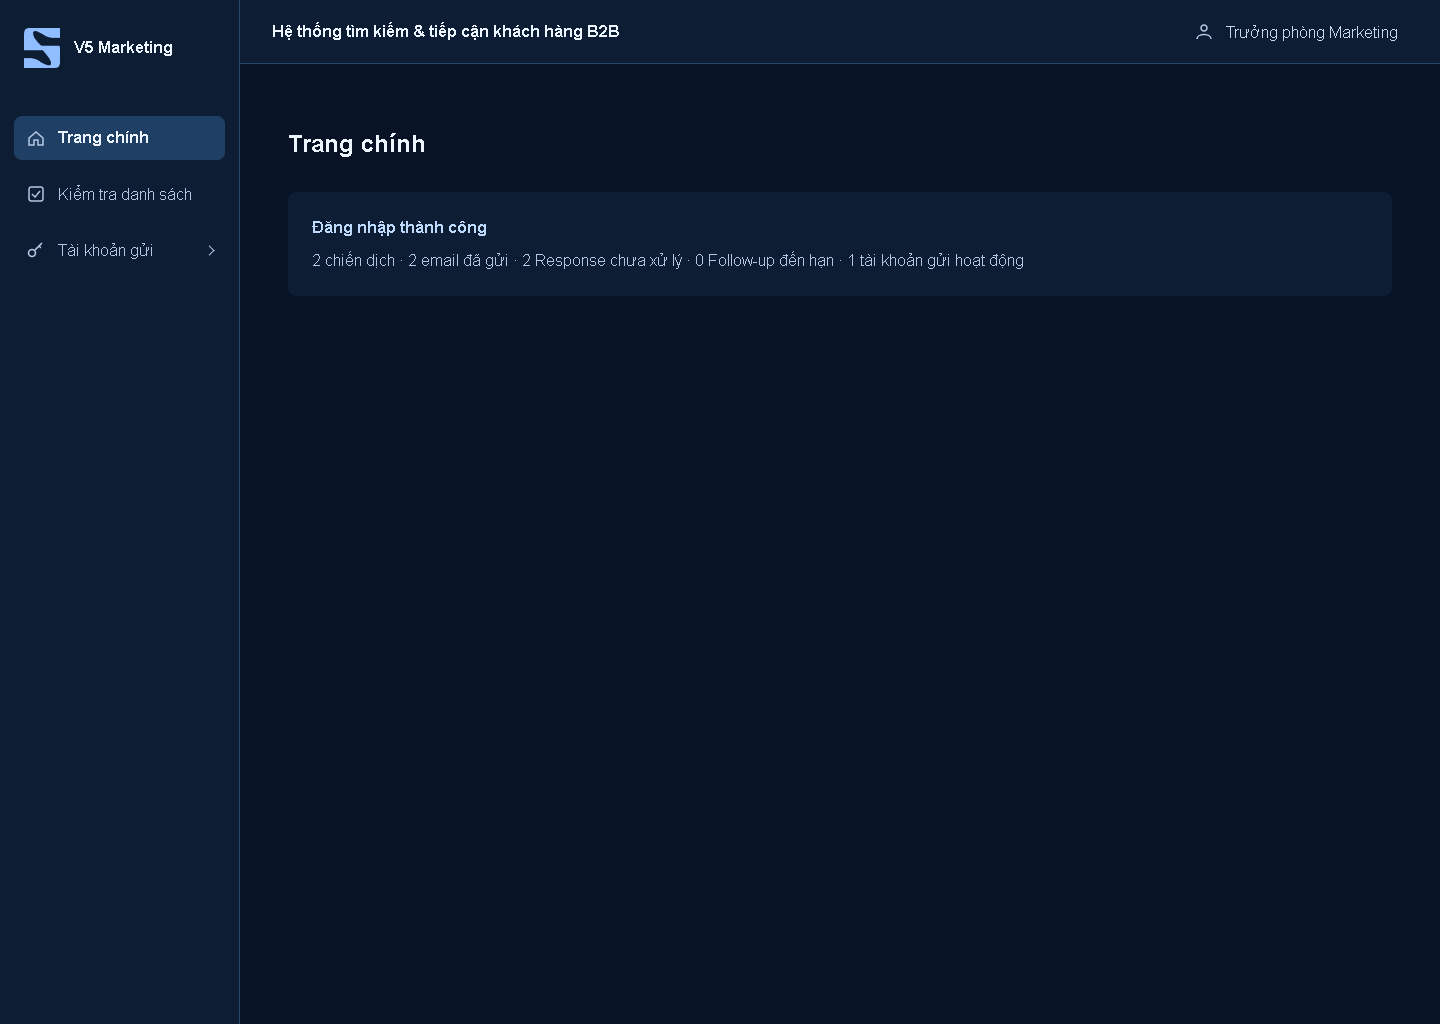 V5 Marketing
Hệ thống tìm kiếm & tiếp cận khách hàng B2B
Trưởng phòng Marketing
Trang chính
Kiểm tra danh sách
Tài khoản gửi
Trang chính
Đăng nhập thành công
2 chiến dịch · 2 email đã gửi · 2 Response chưa xử lý · 0 Follow-up đến hạn · 1 tài khoản gửi hoạt động